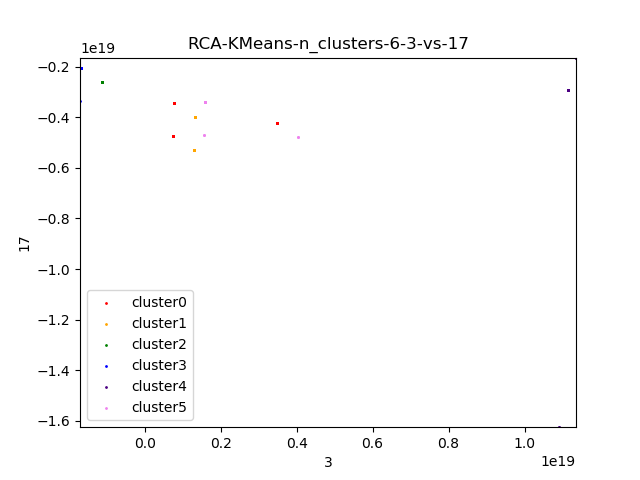 RCA-KMeans-n_clusters-6-3-vs-17
1e19
−0.2
−0.4
−0.6
−0.8
−1.0
−1.2
−1.4
−1.6
17
cluster0
cluster1
cluster2
cluster3
cluster4
cluster5
0.0 0.2 0.4 0.6 0.8 1.0
3
1e19